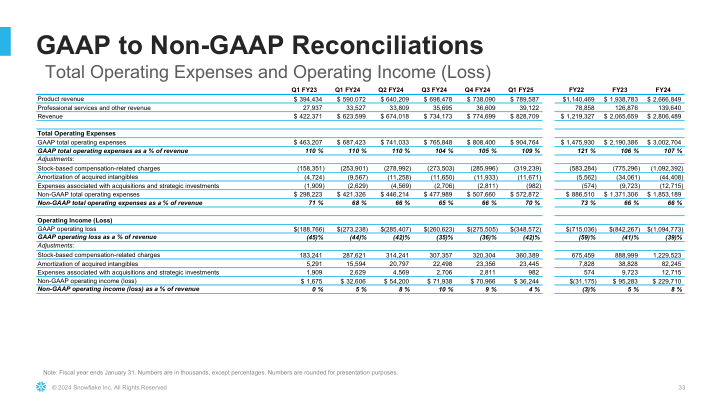 GAAP to Non-GAAP Reconciliations
Total Operating Expenses and Operating Income (Loss)
Q1 FY23 Q1 FY24 Q2 FY24 Q3 FY24 Q4 FY24 Q1 FY25 FY22 FY23 FY24
Product revenue $ 394,434 $ 590,072 $ 640,209 $ 698,478 $ 738,090 $ 789,587 $1,140,469 $ 1,938,783 $ 2,666,849
Professional services and other revenue 27,937 33,527 33,809 35,695 36,609 39,122 78,858 126,876 139,640
Revenue $ 422,371 $ 623,599 $ 674,018 $ 734,173 $ 774,699 $ 828,709 $ 1,219,327 $ 2,065,659 $ 2,806,489
Total Operating Expenses
GAAP total operating expenses $ 463,207 $ 687,423 $ 741,033 $ 765,848 $ 808,400 $ 904,764 $ 1,475,930 $ 2,190,386 $ 3,002,704
GAAP total operating expenses as a % of revenue 110 % 110 % 110 % 104 % 105 % 109 % 121 % 106 % 107 %
Adjustments:
Stock-based compensation-related charges (158,351) (253,901) (278,992) (273,503) (285,996) (319,239) (583,284) (775,296) (1,092,392)
Amortization of acquired intangibles (4,724) (9,567) (11,258) (11,650) (11,933) (11,671) (5,562) (34,061) (44,408)
Expenses associated with acquisitions and strategic investments (1,909) (2,629) (4,569) (2,706) (2,811) (982) (574) (9,723) (12,715)
Non-GAAP total operating expenses $ 298,223 $ 421,326 $ 446,214 $ 477,989 $ 507,660 $ 572,872 $ 886,510 $ 1,371,306 $ 1,853,189
Non-GAAP total operating expenses as a % of revenue 71 % 68 % 66 % 65 % 66 % 70 % 73 % 66 % 66 %
Operating Income (Loss)
GAAP operating loss $(188,766) $(273,238) $(285,407) $(260,623) $(275,505) $(348,572) $(715,036) $(842,267) $(1,094,773)
GAAP operating loss as a % of revenue (45)% (44)% (42)% (35)% (36)% (42)% (59)% (41)% (39)%
Adjustments:
Stock-based compensation-related charges 183,241 287,621 314,241 307,357 320,304 360,389 675,459 888,999 1,229,523
Amortization of acquired intangibles 5,291 15,594 20,797 22,498 23,356 23,445 7,828 38,828 82,245
Expenses associated with acquisitions and strategic investments 1,909 2,629 4,569 2,706 2,811 982 574 9,723 12,715
Non-GAAP operating income (loss) $ 1,675 $ 32,606 $ 54,200 $ 71,938 $ 70,966 $ 36,244 $(31,175) $ 95,283 $ 229,710
Non-GAAP operating income (loss) as a % of revenue 0 % 5 % 8 % 10 % 9 % 4 % (3)% 5 % 8 %
Note: Fiscal year ends January 31. Numbers are in thousands, except percentages. Numbers are rounded for presentation purposes.
© 2024 Snowflake Inc. All Rights Reserved 33